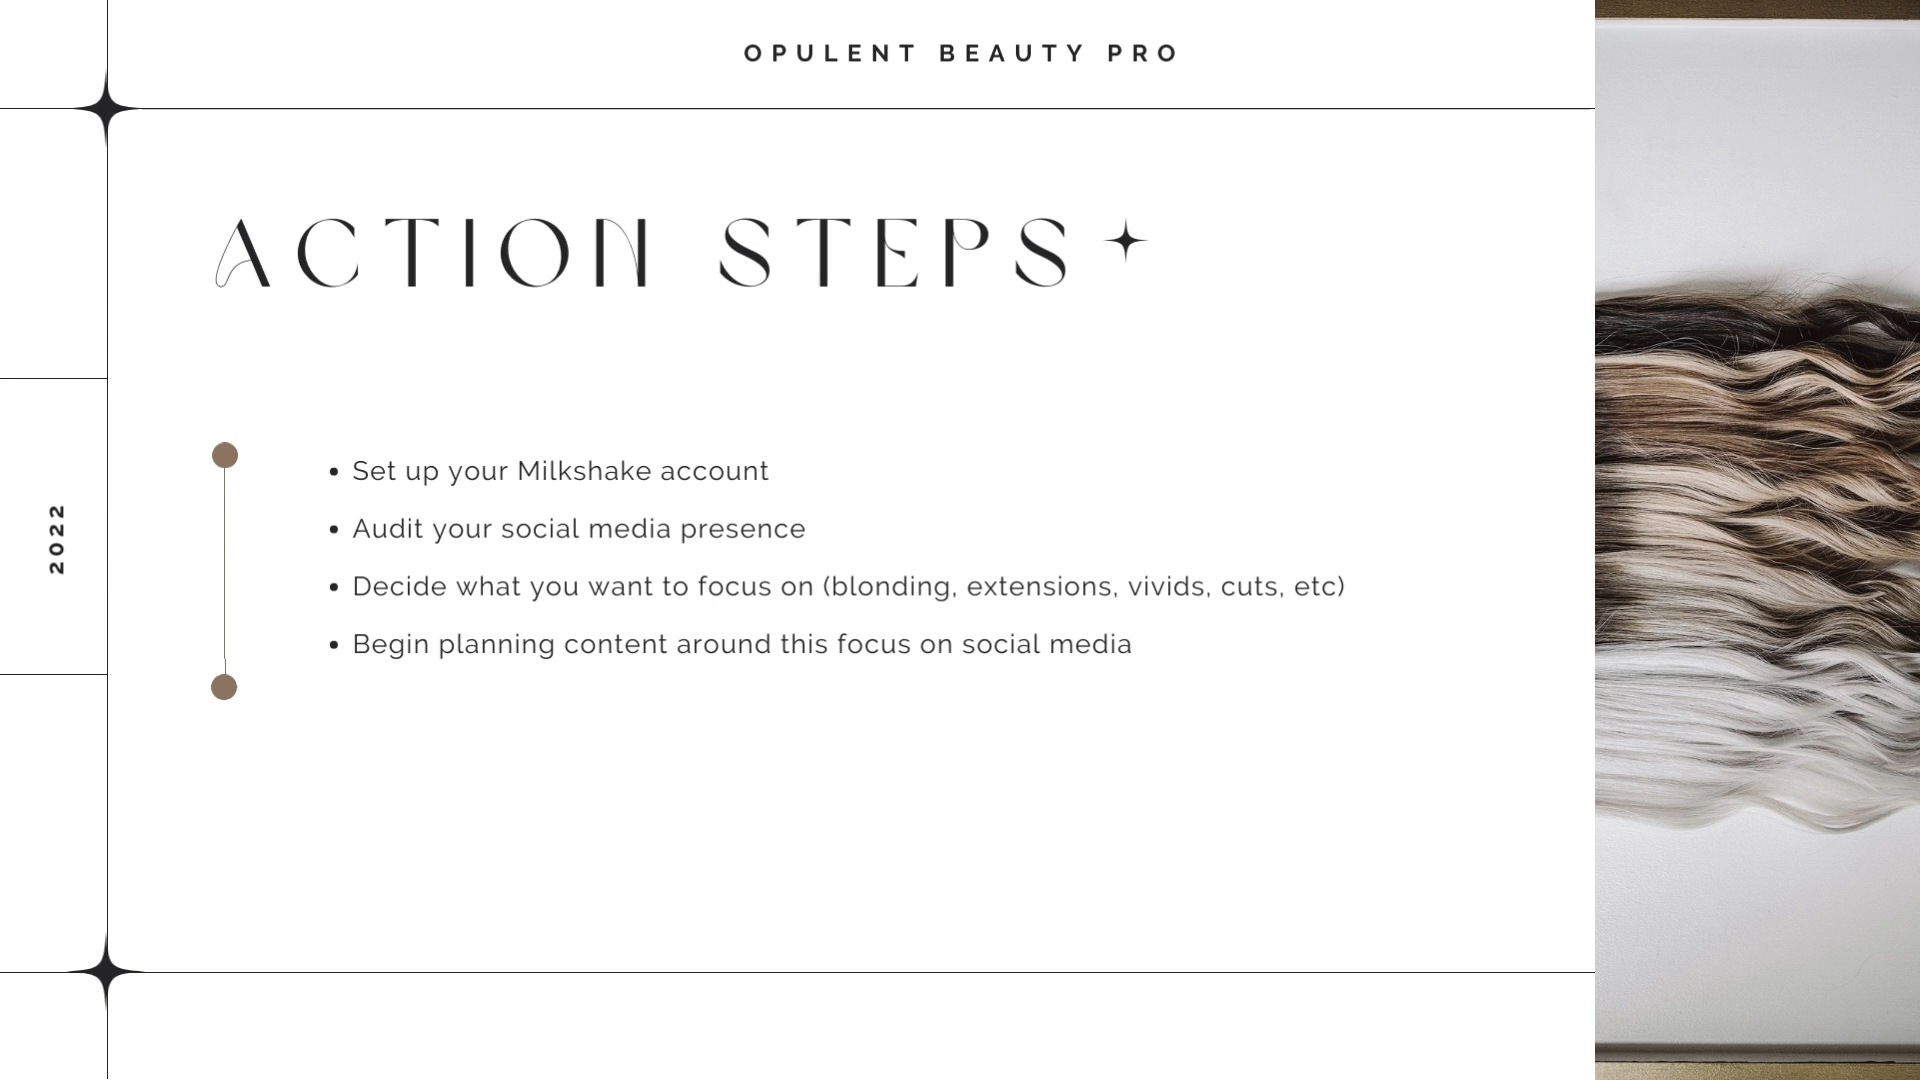 OPULENT BEAUTY PRO
ACTION STEPS
2022
• Set up your Milkshake account
• Audit your social media presence
• Decide what you want to focus on (blonding, extensions, vivids, cuts, etc)
• Begin planning content around this focus on social media